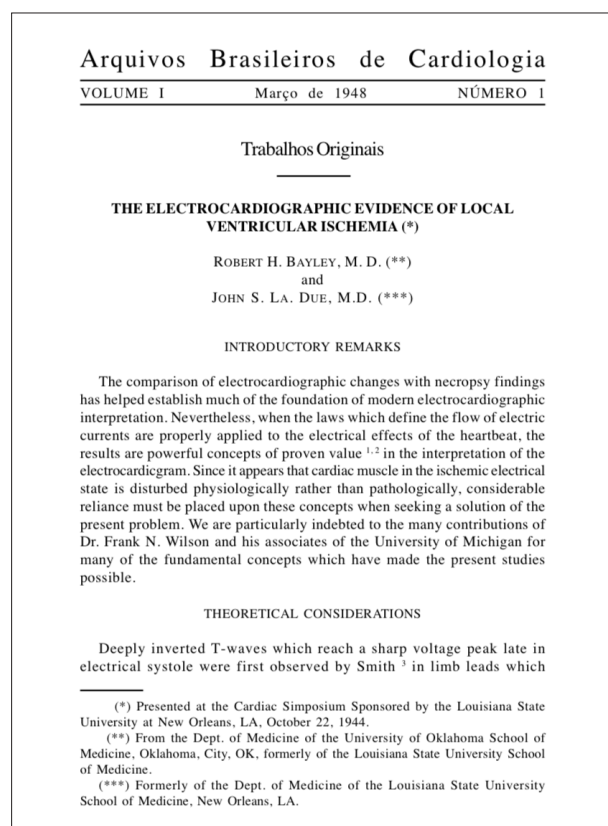 Arquivos Brasileiros de Cardiologia
VOLUME I Março de 1948 NÚMERO 1
Trabalhos Originais
THE ELECTROCARDIOGRAPHIC EVIDENCE OF LOCAL
VENTRICULAR ISCHEMIA (*)
ROBERT H. BAYLEY, M. D. (**)
and
JOHN S. LA. DUE, M.D. (***)
INTRODUCTORY REMARKS
The comparison of electrocardiographic changes with necropsy findings
has helped establish much of the foundation of modern electrocardiographic
interpretation. Nevertheless, when the laws which define the flow of electric
currents are properly applied to the electrical effects of the heartbeat, the
results are powerful concepts of proven value 1,2 in the interpretation of the
electrocardicgram. Since it appears that cardiac muscle in the ischemic electrical
state is disturbed physiologically rather than pathologically, considerable
reliance must be placed upon these concepts when seeking a solution of the
present problem. We are particularly indebted to the many contributions of
Dr. Frank N. Wilson and his associates of the University of Michigan for
many of the fundamental concepts which have made the present studies
possible.
THEORETICAL CONSIDERATIONS
Deeply inverted T-waves which reach a sharp voltage peak late in
electrical systole were first observed by Smith 3 in limb leads which
(*) Presented at the Cardiac Simposium Sponsored by the Louisiana State
University at New Orleans, LA, October 22, 1944.
(**) From the Dept. of Medicine of the University of Oklahoma School of
Medicine, Oklahoma, City, OK, formerly of the Louisiana State University School
of Medicine.
(***) Formerly of the Dept. of Medicine of the Louisiana State University
School of Medicine, New Orleans, LA.